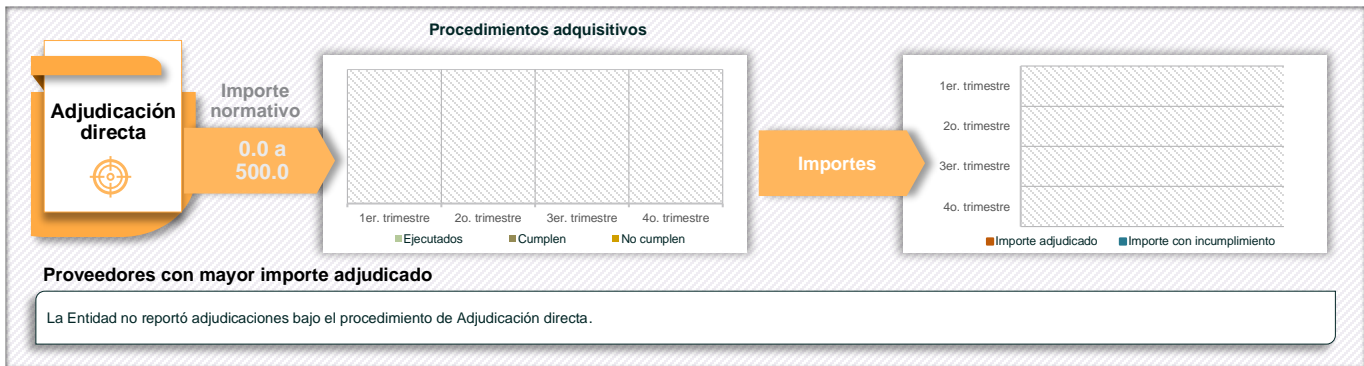 Procedimientos adquisitivos
Adjudicación
directa
Importe
normativo
0.0 a
500.0
1er. trimestre
2o. trimestre
3er. trimestre
4o. trimestre
Ejecutados
Cumplen
No cumplen
Importes
1er. trimestre
2o. trimestre
3er. trimestre
4o. trimestre
Importe adjudicado
Importe con incumplimiento
Proveedores con mayor importe adjudicado
La Entidad no reportó adjudicaciones bajo el procedimiento de Adjudicación directa.